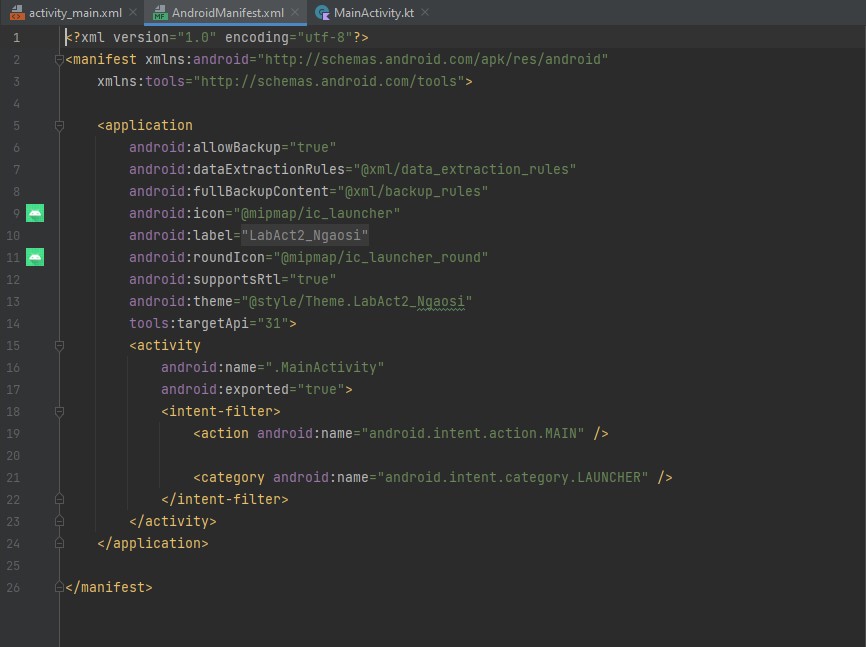 activity_main.xml AndroidManifest.xml MainActivity.kt
1 <?xml version="1.0" encoding="utf-8"?>
2 <manifest xmlns:android="http://schemas.android.com/apk/res/android"
3     xmlns:tools="http://schemas.android.com/tools">
4
5     <application
6         android:allowBackup="true"
7         android:dataExtractionRules="@xml/data_extraction_rules"
8         android:fullBackupContent="@xml/backup_rules"
9         android:icon="@mipmap/ic_launcher"
10         android:label="LabAct2_Ngaosi"
11         android:roundIcon="@mipmap/ic_launcher_round"
12         android:supportsRtl="true"
13         android:theme="@style/Theme.LabAct2_Ngaosi"
14         tools:targetApi="31">
15         <activity
16             android:name=".MainActivity"
17             android:exported="true">
18             <intent-filter>
19                 <action android:name="android.intent.action.MAIN" />
20
21                 <category android:name="android.intent.category.LAUNCHER" />
22             </intent-filter>
23         </activity>
24     </application>
25
26 </manifest>